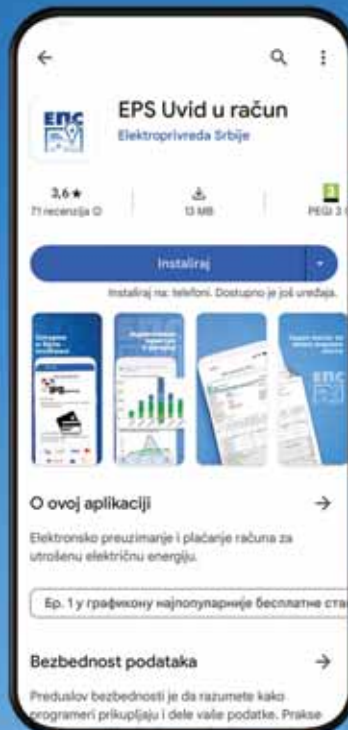 ЕПС
EPS Uvid u račun
Elektroprivreda Srbije
3,6★
71 recenzija
13 MB
3
PEGI 3
Instaliraj
Instaliraj na: telefoni. Dostupno je još uređaja.
ЕПС
O ovoj aplikaciji
Elektronsko preuzimanje i plaćanje računa za
utrošenu električnu energiju.
Бр. 1 у графикону најпопуларније бесплатне ста
Bezbednost podataka
Preduslov bezbednosti je da razumete kako
programeri prikupljaju i dele vaše podatke. Prakse